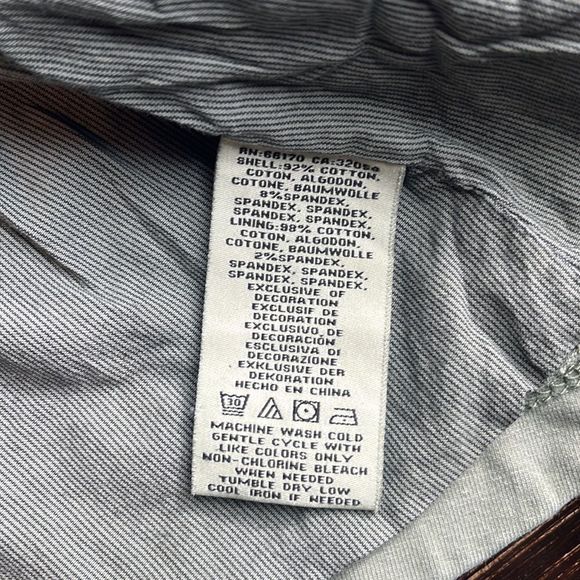 RN:66170
SHELL:92% COTTON,
COTON, ALGODON,
COTONE, BAUMWOLLE
8%SPANDEX,
SPANDEX, SPANDEX,
SPANDEX, SPANDEX,
LINING:98% COTTON,
COTON, ALGODON,
COTONE, BAUMWOLLE
2%SPANDEX,
SPANDEX, SPANDEX,
SPANDEX, SPANDEX.
EXCLUSIVE OF
DECORATION
EXCLUSIF DE
DECORATION
EXCLUSIVO DE
DECORACIÓN
ESCLUSIVA DI
DECORAZIONE
EXKLUSIVE DER
DEKORATION
HECHO EN CHINA
30
MACHINE WASH COLD
GENTLE CYCLE WITH
LIKE COLORS ONLY
NON-CHLORINE BLEACH
WHEN NEEDED
TUMBLE DRY LOW
COOL IRON IF NEEDED